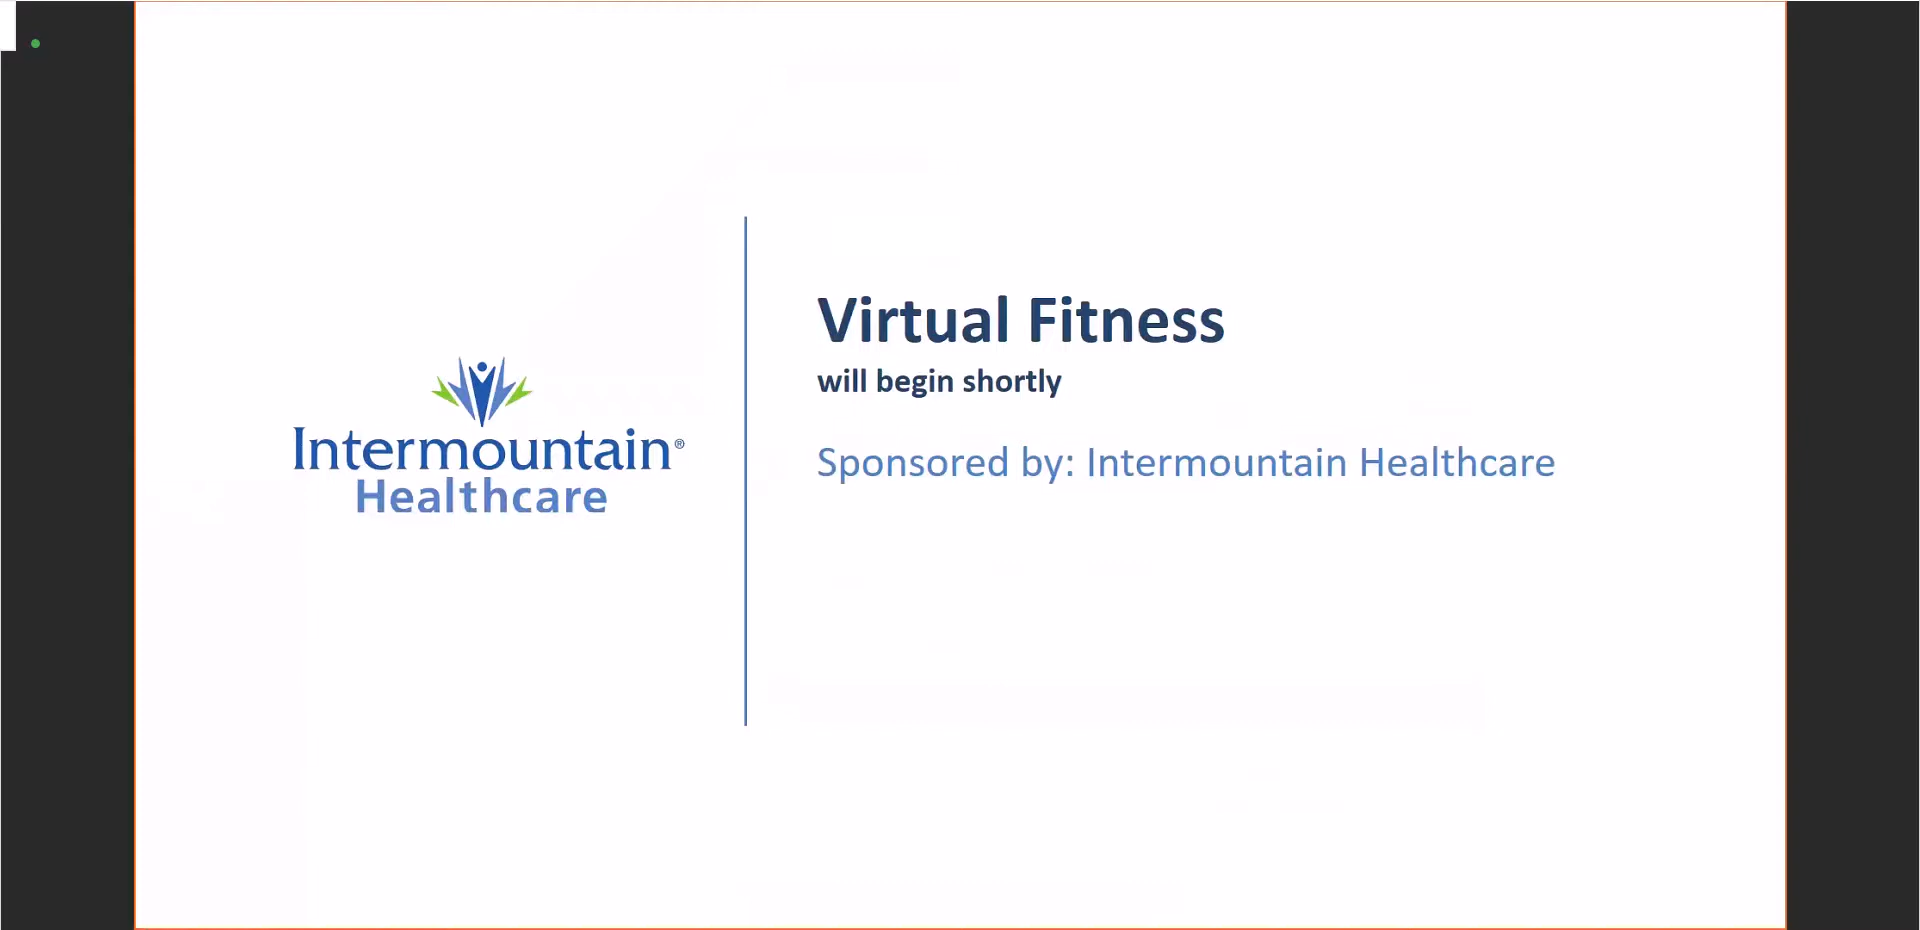 Intermountain®
Healthcare
Virtual Fitness
will begin shortly
Sponsored by: Intermountain Healthcare